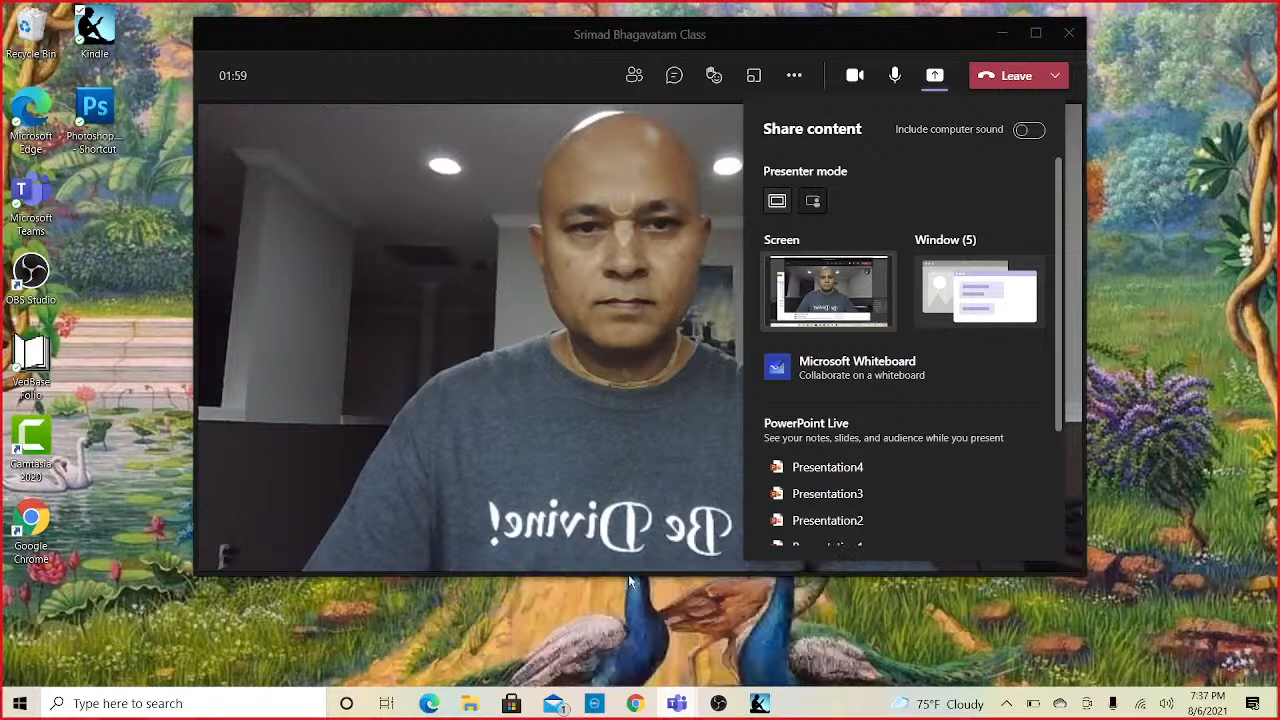 Recycle Bin
Kindle
Microsoft
Edge
Photoshop...
- Shortcut
Microsoft
Teams
OBS Studio
VedBase
Folio
Camtasia
2020
Google
Chrome
Srimad Bhagavatam Class
01:59
Leave
Share content
Include computer sound
Presenter mode
Screen
Window (5)
Microsoft Whiteboard
Collaborate on a whiteboard
PowerPoint Live
See your notes, slides, and audience while you present
Presentation4
Presentation3
Presentation2
Be Divine!
Type here to search
75°F Cloudy
7:37 PM
8/6/2021